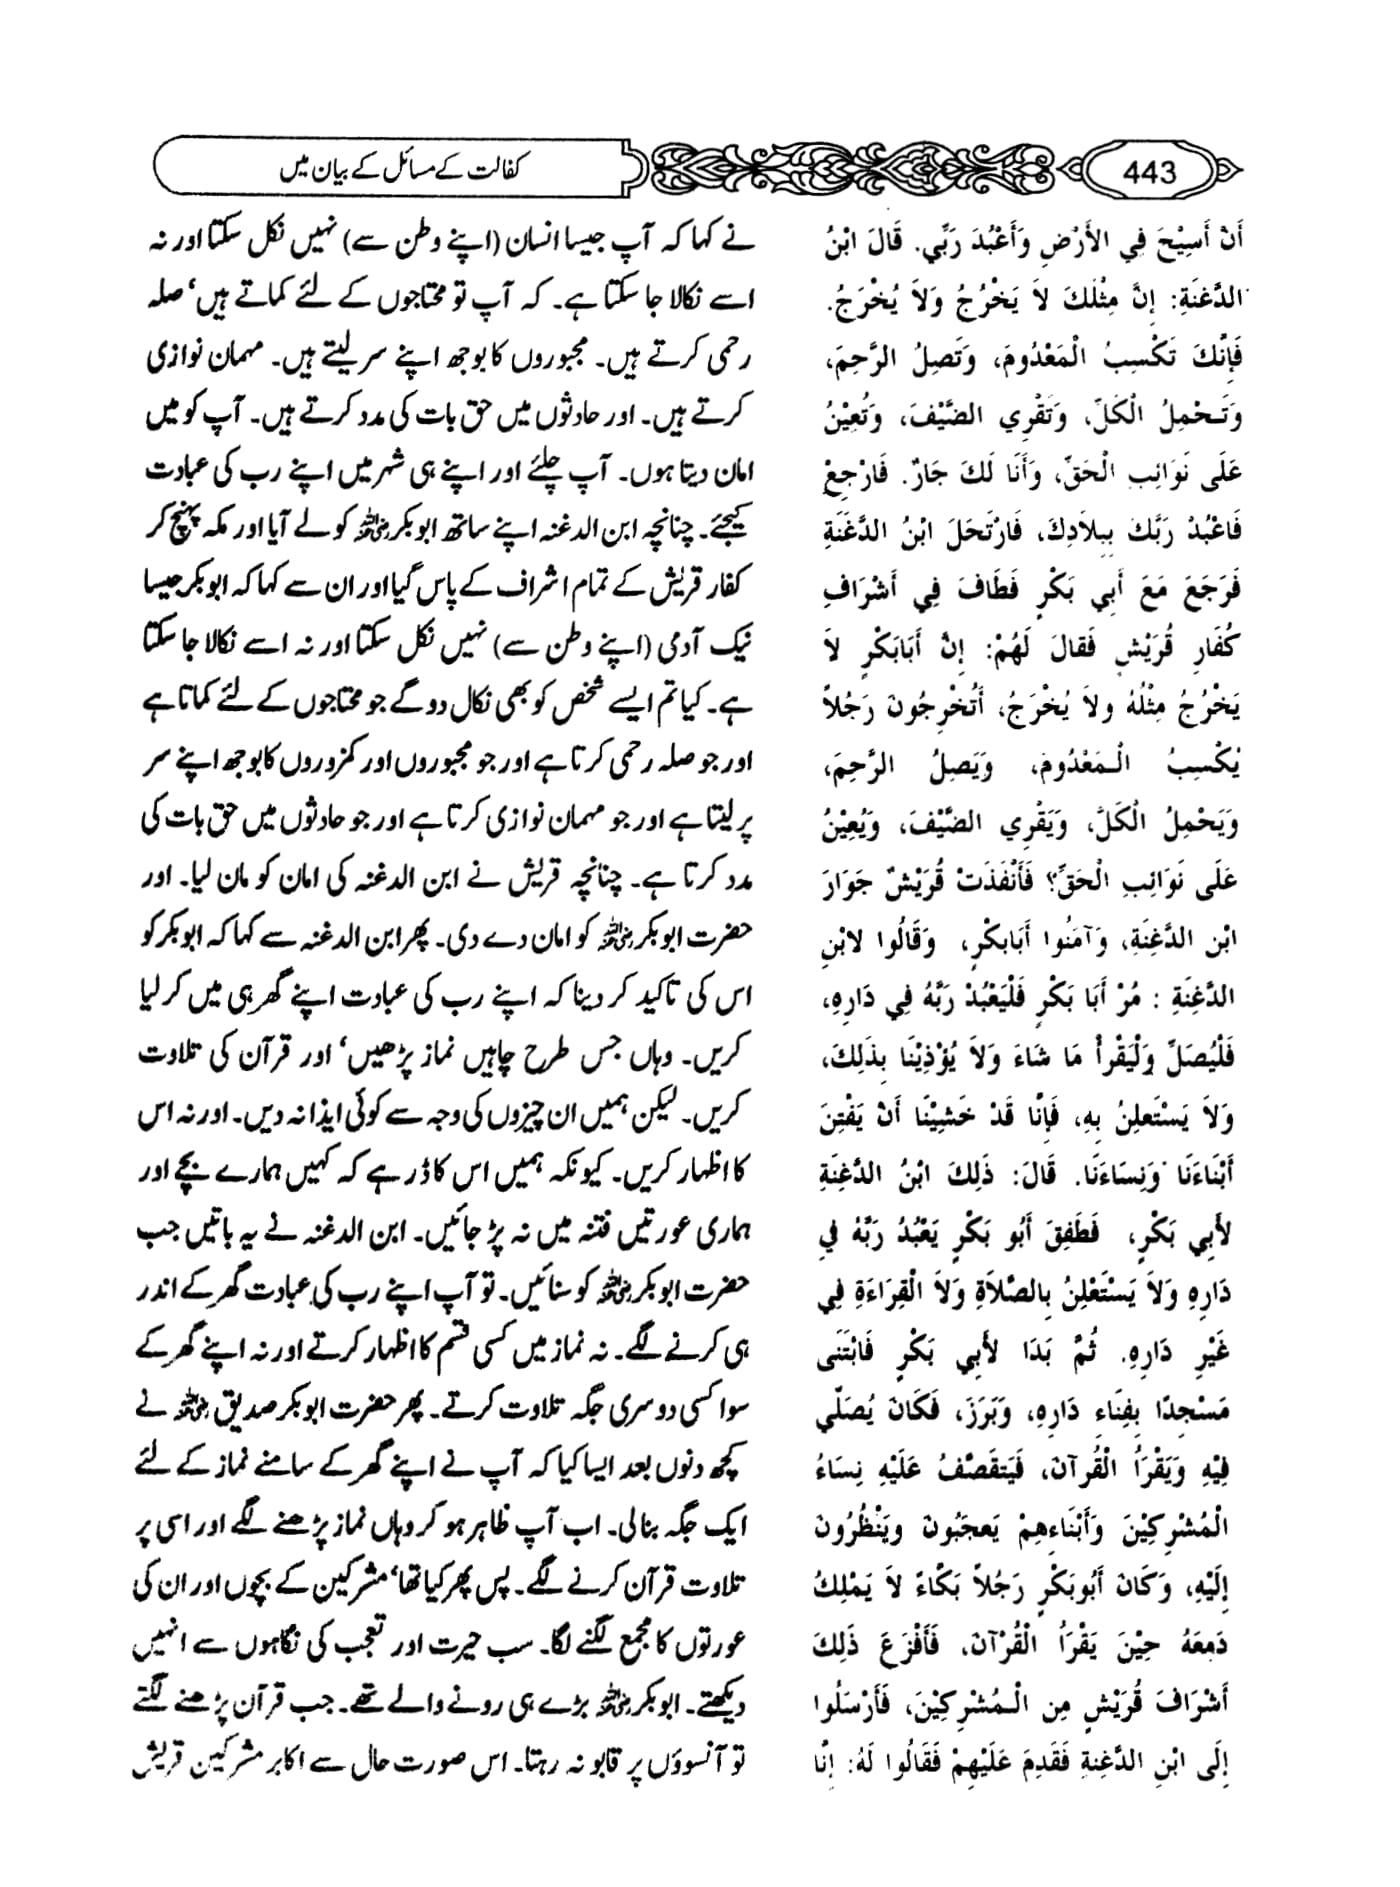 443
کفالت کے مسائل کے بیان میں
أَنْ أَسِيْحَ فِي الأَرْضِ وَأَعْبُدَ رَبِّي. قَالَ ابْنُ
الدَّغِنَةِ: إِنَّ مِثْلَكَ لاَ يَخْرُجُ وَلاَ يُخْرَجُ.
فَإِنَّكَ تَكْسِبُ الْمَعْدُومَ، وَتَصِلُ الرَّحِمَ،
وَتَحْمِلُ الْكَلَّ، وَتَقْرِي الضَّيْفَ، وَتُعِيْنُ
عَلَى نَوَائِبِ الْحَقِّ، وَأَنَا لَكَ جَارٌ. فَارْجِعْ
فَاعْبُدْ رَبَّكَ بِبِلاَدِكَ، فَارْتَحَلَ ابْنُ الدَّغِنَةِ
فَرَجَعَ مَعَ أَبِي بَكْرٍ فَطَافَ فِي أَشْرَافِ
كُفَّارِ قُرَيْشٍ فَقَالَ لَهُمْ: إِنَّ أَبَابَكْرٍ لاَ
يَخْرُجُ مِثْلُهُ ولاَ يُخْرَجُ، أَتُخْرِجُونَ رَجُلاً
يُكْسِبُ الْمَعْدُومَ، وَيَصِلُ الرَّحِمَ،
وَيَحْمِلُ الْكَلَّ، وَيَقْرِي الضَّيْفَ، وَيُعِيْنُ
عَلَى نَوَائِبِ الْحَقِّ؟ فَأَنْفَذَتْ قُرَيْشٌ جَوَارَ
ابْنِ الدَّغِنَةِ، وَآمَنُوا أَبَابَكْرٍ، وَقَالُوا لابْنِ
الدَّغِنَةِ : مُرْ أَبَا بَكْرٍ فَلْيَعْبُدْ رَبَّهُ فِي دَارِهِ،
فَلْيُصَلِّ وَلْيَقْرَأْ مَا شَاءَ وَلاَ يُؤْذِيْنَا بِذَلِكَ،
وَلاَ يَسْتَعْلِنُ بِهِ، فَإِنَّا قَدْ خَشِيْنَا أَنْ يَفْتِنَ
أَبْنَاءَنَا وَنِسَاءَنَا. قَالَ: ذَلِكَ ابْنُ الدَّغِنَةِ
لأَبِي بَكْرٍ، فَطَفِقَ أَبُو بَكْرٍ يَعْبُدُ رَبَّهُ فِي
دَارِهِ وَلاَ يَسْتَعْلِنُ بِالصَّلاَةِ وَلاَ الْقِرَاءَةِ فِي
غَيْرِ دَارِهِ. ثُمَّ بَدَا لأَبِي بَكْرٍ فَابْتَنَى
مَسْجِدًا بِفِنَاءِ دَارِهِ، وَبَرَزَ، فَكَانَ يُصَلِّي
فِيْهِ وَيَقْرَأُ الْقُرآنَ، فَيَتَقَصَّفُ عَلَيْهِ نِسَاءُ
الْمُشْرِكِيْنَ وَأَبْنَاءِهِمْ يَعجَبُونَ وَيَنْظُرُونَ
إِلَيْهِ، وَكَانَ أَبُوبَكْرٍ رَجُلاً بَكَّاءً لاَ يَمْلِكُ
دَمِعَهُ حِيْنَ يَقْرَأُ الْقُرْآنَ، فَأَفْزَعَ ذَلِكَ
أَشْرَافَ قُرَيْشٍ مِن الْمُشْرِكِيْنَ، فَأَرْسَلُوا
إِلَى ابْنِ الدَّغِنَةِ فَقَدِمَ عَلَيْهِمْ فَقَالُوا لَهُ: إِنَّا
نے کہا کہ آپ جیسا انسان (اپنے وطن سے) نہیں نکل سکتا اور نہ
اسے نکالا جا سکتا ہے۔ کہ آپ تو محتاجوں کے لئے کماتے ہیں‘ صلہ
رحمی کرتے ہیں۔ مجبوروں کا بوجھ اپنے سر لیتے ہیں۔ مہمان نوازی
کرتے ہیں۔ اور حادثوں میں حق بات کی مدد کرتے ہیں۔ آپ کو میں
امان دیتا ہوں۔ آپ چلئے اور اپنے ہی شہر میں اپنے رب کی عبادت
کیجئے۔ چنانچہ ابن الدغنہ اپنے ساتھ ابوبکر رضی اللہ عنہ کو لے آیا اور مکہ پہنچ کر
کفار قریش کے تمام اشراف کے پاس گیا اور ان سے کہا کہ ابوبکر جیسا
نیک آدمی (اپنے وطن سے) نہیں نکل سکتا اور نہ اسے نکالا جا سکتا
ہے۔ کیا تم ایسے شخص کو بھی نکال دو گے جو محتاجوں کے لئے کماتا ہے
اور جو صلہ رحمی کرتا ہے اور جو مجبوروں اور کمزوروں کا بوجھ اپنے سر
پر لیتا ہے اور جو مہمان نوازی کرتا ہے اور جو حادثوں میں حق بات کی
مدد کرتا ہے۔ چنانچہ قریش نے ابن الدغنہ کی امان کو مان لیا۔ اور
حضرت ابوبکر رضی اللہ عنہ کو امان دے دی۔ پھر ابن الدغنہ سے کہا کہ ابوبکر کو
اس کی تاکید کر دینا کہ اپنے رب کی عبادت اپنے گھر ہی میں کر لیا
کریں۔ وہاں جس طرح چاہیں نماز پڑھیں‘ اور قرآن کی تلاوت
کریں۔ لیکن ہمیں ان چیزوں کی وجہ سے کوئی ایذا نہ دیں۔ اور نہ اس
کا اظہار کریں۔ کیونکہ ہمیں اس کا ڈر ہے کہ کہیں ہمارے بچے اور
ہماری عورتیں فتنہ میں نہ پڑ جائیں۔ ابن الدغنہ نے یہ باتیں جب
حضرت ابوبکر رضی اللہ عنہ کو سنائیں۔ تو آپ اپنے رب کی عبادت گھر کے اندر
ہی کرنے لگے۔ نہ نماز میں کسی قسم کا اظہار کرتے اور نہ اپنے گھر کے
سوا کسی دوسری جگہ تلاوت کرتے۔ پھر حضرت ابوبکر صدیق رضی اللہ عنہ نے
کچھ دنوں بعد ایسا کیا کہ آپ نے اپنے گھر کے سامنے نماز کے لئے
ایک جگہ بنا لی۔ اب آپ ظاہر ہو کر وہاں نماز پڑھنے لگے اور اسی پر
تلاوت قرآن کرنے لگے۔ پس پھر کیا تھا‘ مشرکین کے بچوں اور ان کی
عورتوں کا مجمع لگنے لگا۔ سب حیرت اور تعجب کی نگاہوں سے انہیں
دیکھتے۔ ابوبکر رضی اللہ عنہ بڑے ہی رونے والے تھے۔ جب قرآن پڑھنے لگتے
تو آنسوؤں پر قابو نہ رہتا۔ اس صورت حال سے اکابر مشرکین قریش